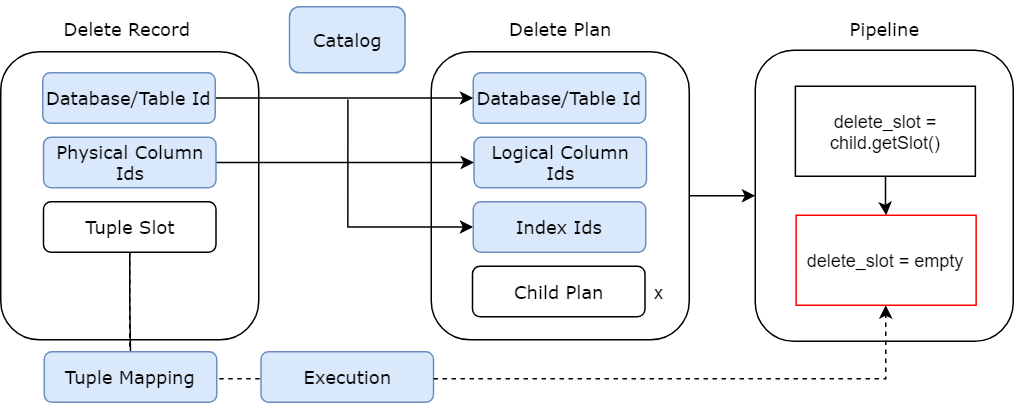 Delete Record
Catalog
Delete Plan
Pipeline
Database/Table Id
Physical Column
Ids
Tuple Slot
Database/Table Id
Logical Column
Ids
Index Ids
Child Plan
x
delete_slot =
child.getSlot()
delete_slot = empty
Tuple Mapping
Execution